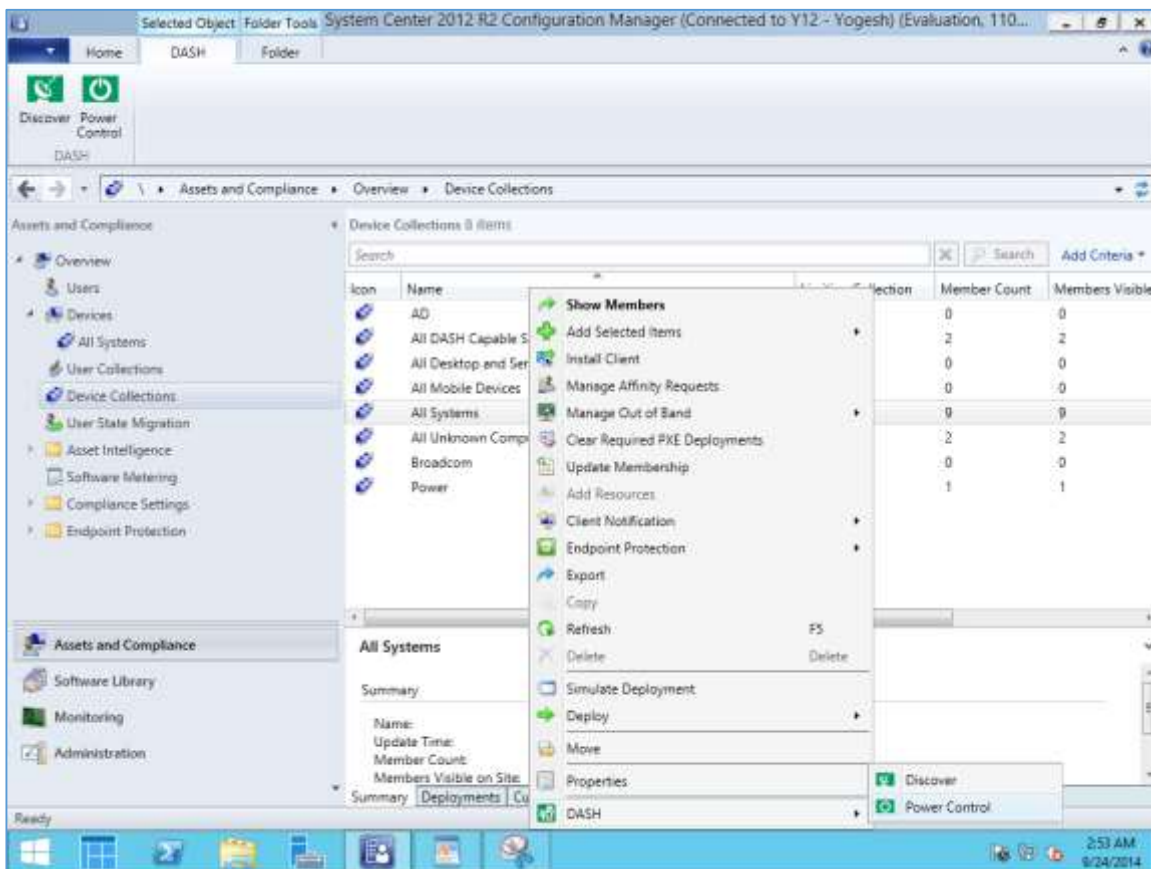 Selected Object Folder Tools System Center 2012 R2 Configuration Manager (Connected to Y12 - Yogesh) (Evaluation, 110...
Home DASH Folder
Discover Power Control
DASH
\ Assets and Compliance Overview Device Collections
Assets and Compliance
Overview
Users
Devices
All Systems
User Collections
Device Collections
User State Migration
Asset Intelligence
Software Metering
Compliance Settings
Endpoint Protection
Assets and Compliance
Software Library
Monitoring
Administration
Device Collections 8 items
Search Search Add Criteria
Icon Name Collection Member Count Members Visible
AD 0 0
All DASH Capable S 2 2
All Desktop and Ser 0 0
All Mobile Devices 0 0
All Systems 9 9
All Unknown Comp 2 2
Broadcom 0 0
Power 1 1
Show Members
Add Selected Items
Install Client
Manage Affinity Requests
Manage Out of Band
Clear Required PXE Deployments
Update Membership
Add Resources
Client Notification
Endpoint Protection
Export
Copy
Refresh F5
Delete Delete
Simulate Deployment
Deploy
Move
Properties
DASH
Discover
Power Control
All Systems
Summary
Name:
Update Time:
Member Count:
Members Visible on Site:
Summary Deployments Cu
Ready
2:53 AM
9/24/2014